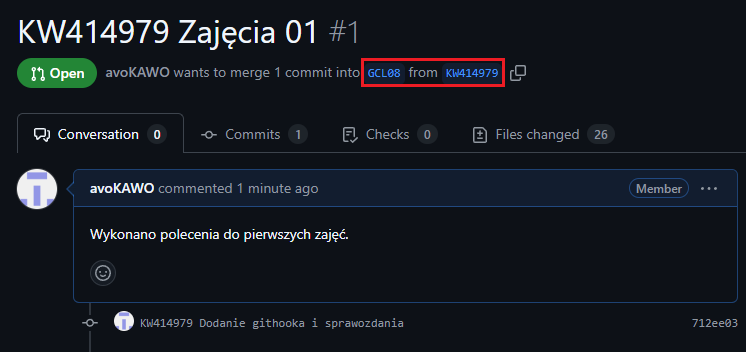 KW414979 Zajęcia 01 #1
Open avoKAWO wants to merge 1 commit into GCL08 from KW414979
Conversation 0 Commits 1 Checks 0 Files changed 26
avoKAWO commented 1 minute ago Member
Wykonano polecenia do pierwszych zajęć.
KW414979 Dodanie githooka i sprawozdania 712ee03